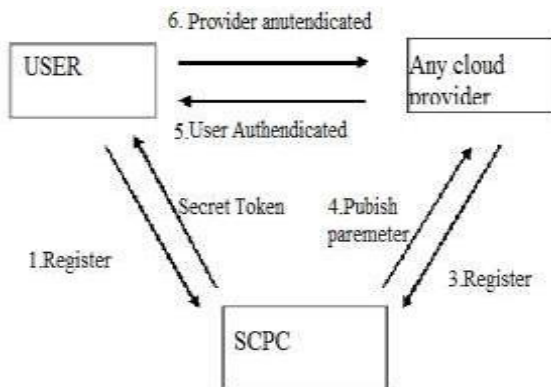 6. Provider anutendicated
USER
Any cloud
provider
5.User Authendicated
Secret Token
4.Pubish
paremeter
1.Register
3.Register
SCPC